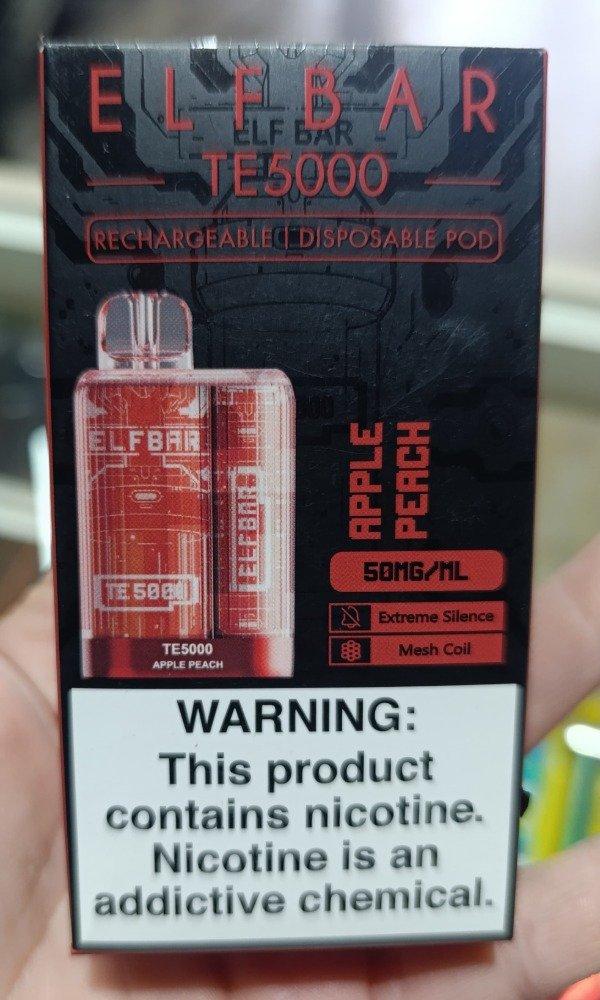 ELFBAR
ELF BAR
TE5000
RECHARGEABLE | DISPOSABLE POD
ELFBAR
ELFBAR
TE5000
TE5000
APPLE PEACH
APPLE
PEACH
50MG/ML
Extreme Silence
Mesh Coil
WARNING:
This product
contains nicotine.
Nicotine is an
addictive chemical.